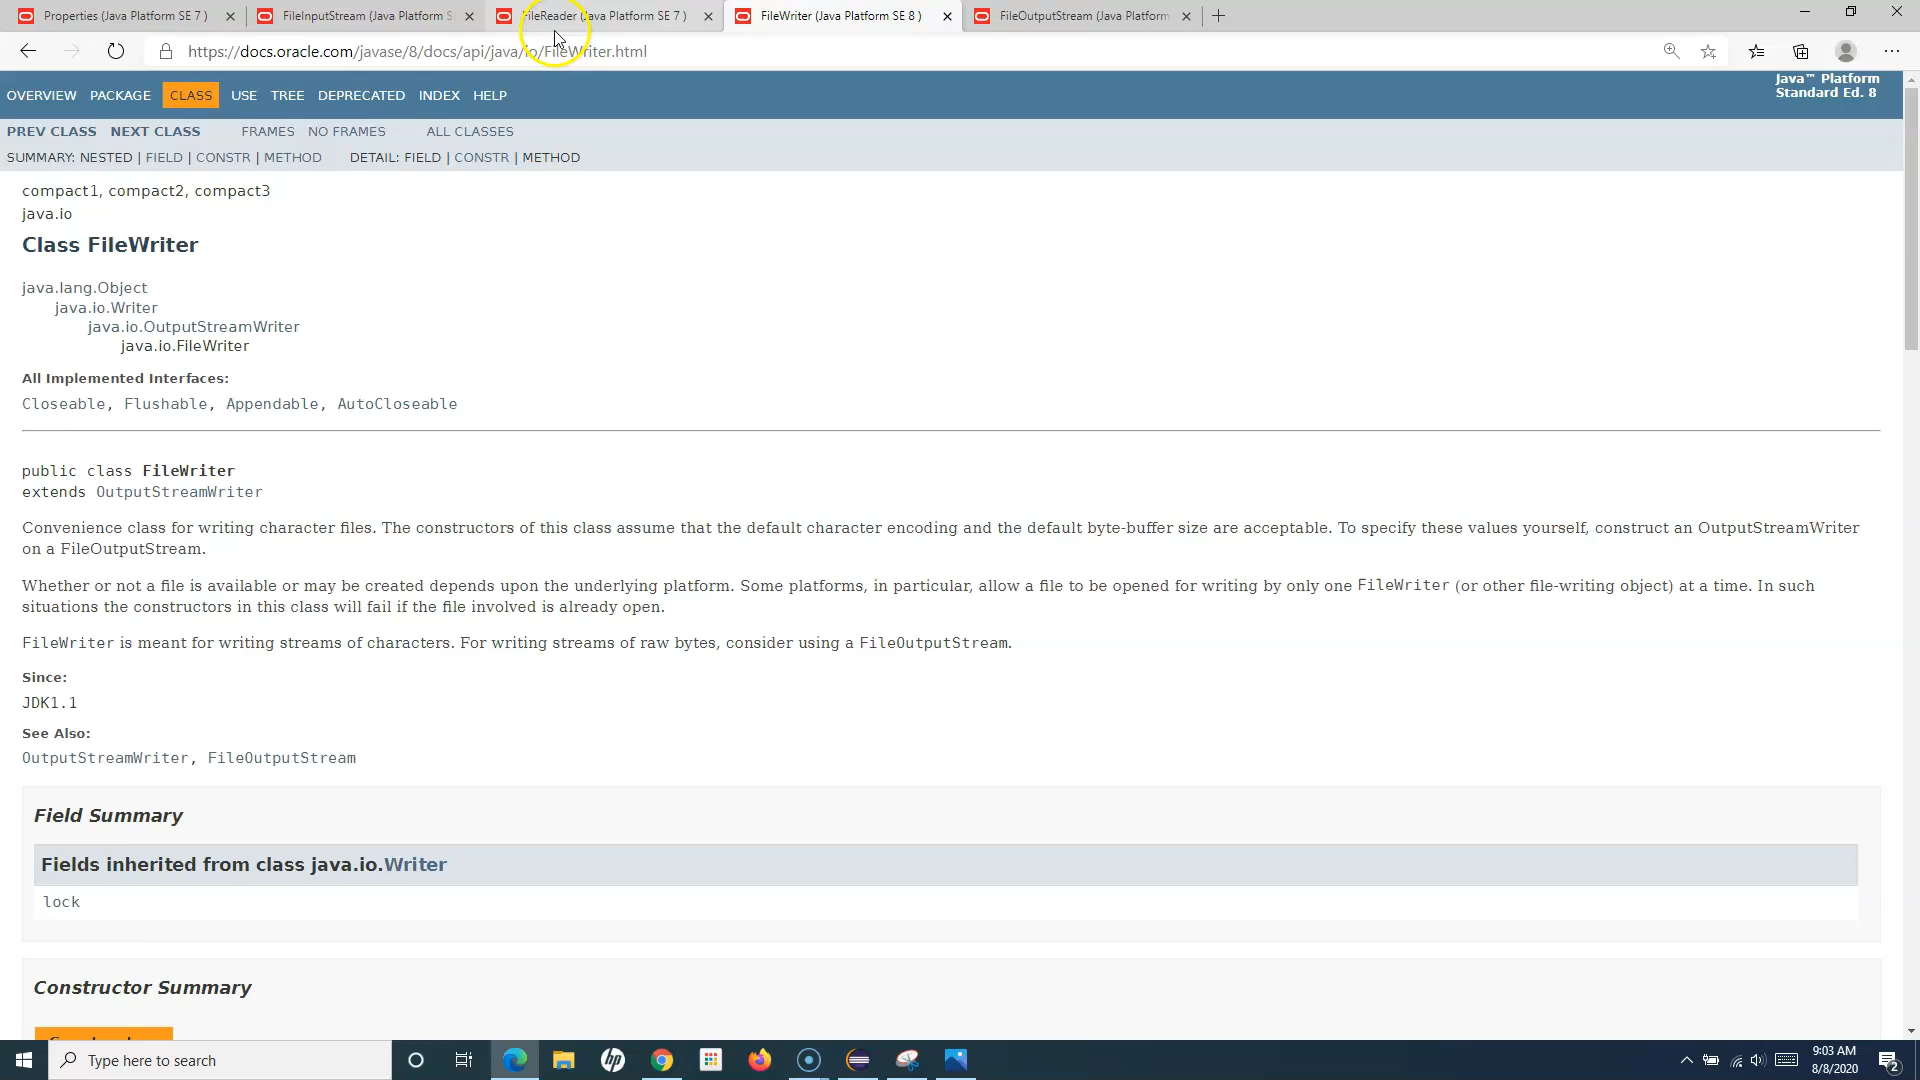 Properties (Java Platform SE 7 )
FileInputStream (Java Platform S
FileReader (Java Platform SE 7 )
FileWriter (Java Platform SE 8 )
FileOutputStream (Java Platform
https://docs.oracle.com/javase/8/docs/api/java/io/FileWriter.html
OVERVIEW PACKAGE CLASS USE TREE DEPRECATED INDEX HELP
Java™ Platform
Standard Ed. 8
PREV CLASS NEXT CLASS FRAMES NO FRAMES ALL CLASSES
SUMMARY: NESTED | FIELD | CONSTR | METHOD DETAIL: FIELD | CONSTR | METHOD
compact1, compact2, compact3
java.io
Class FileWriter
java.lang.Object
java.io.Writer
java.io.OutputStreamWriter
java.io.FileWriter
All Implemented Interfaces:
Closeable, Flushable, Appendable, AutoCloseable
public class FileWriter
extends OutputStreamWriter
Convenience class for writing character files. The constructors of this class assume that the default character encoding and the default byte-buffer size are acceptable. To specify these values yourself, construct an OutputStreamWriter
on a FileOutputStream.
Whether or not a file is available or may be created depends upon the underlying platform. Some platforms, in particular, allow a file to be opened for writing by only one FileWriter (or other file-writing object) at a time. In such
situations the constructors in this class will fail if the file involved is already open.
FileWriter is meant for writing streams of characters. For writing streams of raw bytes, consider using a FileOutputStream.
Since:
JDK1.1
See Also:
OutputStreamWriter, FileOutputStream
Field Summary
Fields inherited from class java.io.Writer
lock
Constructor Summary
Type here to search
hp
9:03 AM
8/8/2020
2